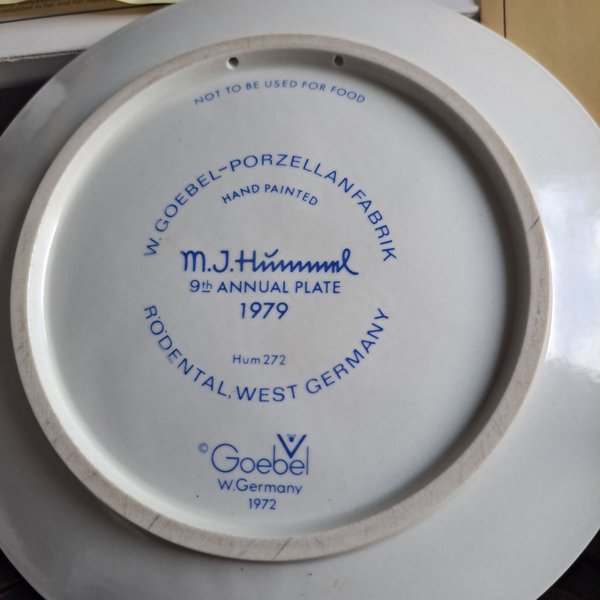 NOT TO BE USED FOR FOOD
W. GOEBEL-PORZELLANFABRIK
HAND PAINTED
M.J.Hummel
9th ANNUAL PLATE
1979
Hum 272
RÖDENTAL, WEST GERMANY
© Goebel
W.Germany
1972